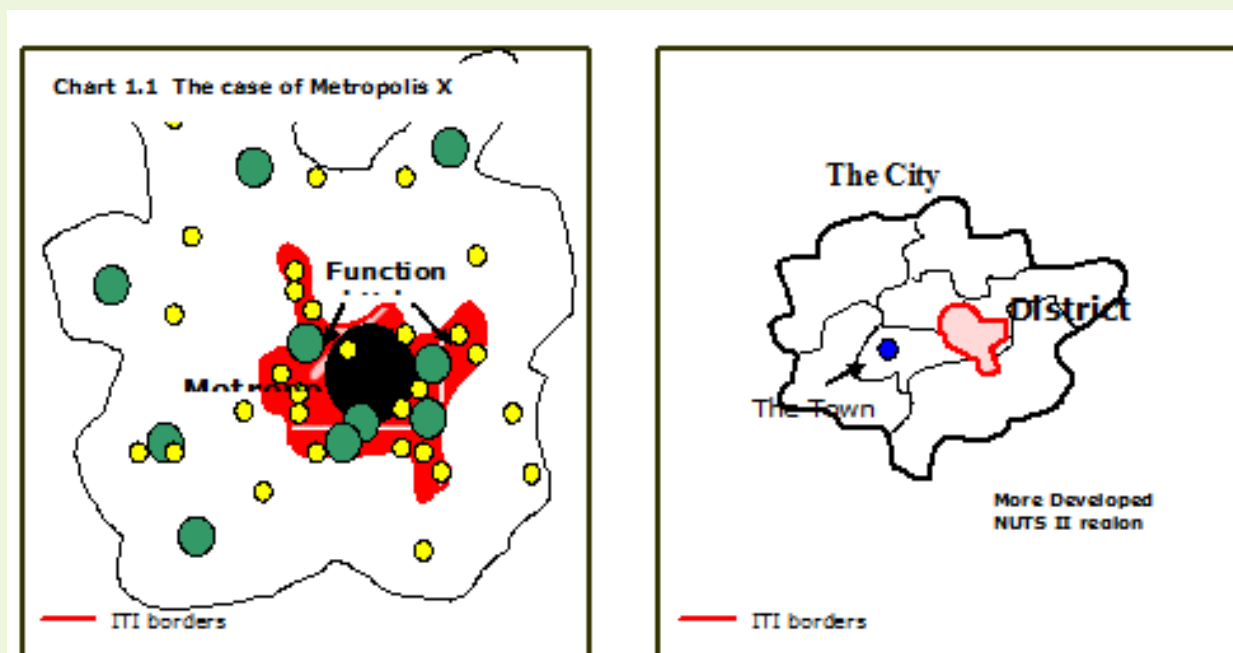 Chart 1.1 The case of Metropolis X
Function
ITI borders
The City
District
The Town
More Developed
NUTS II region
ITI borders